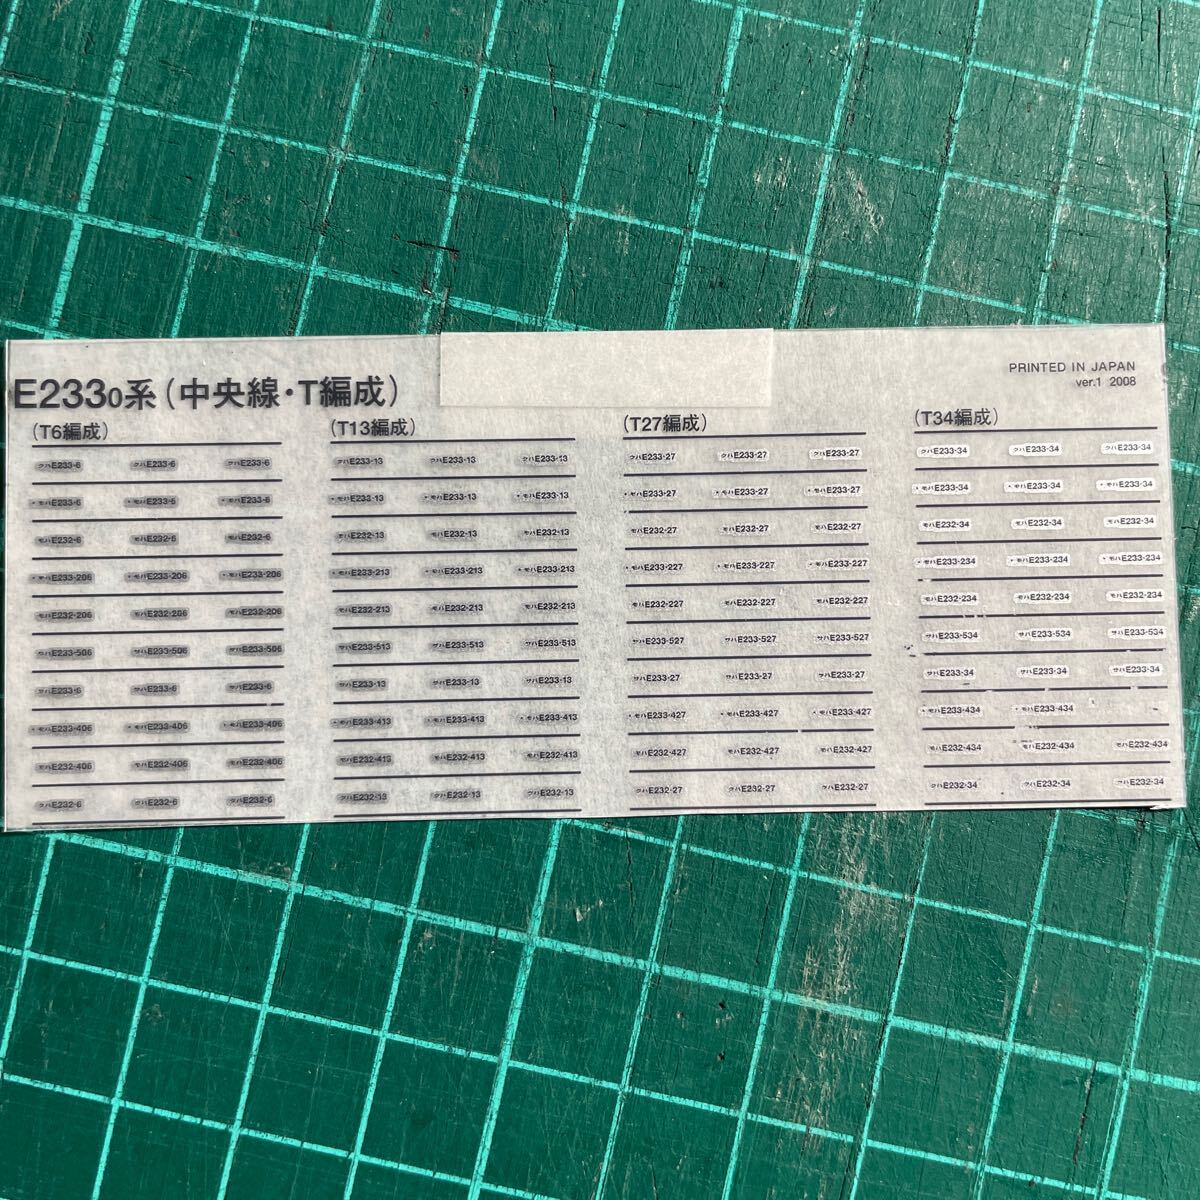 E233₀系(中央線・T編成)
PRINTED IN JAPAN
ver.1 2008
(T6編成)
クハE233-6 クハE233-6 クハE233-6
・モハE233-6 ・モハE233-6 ・モハE233-6
モハE232-6 モハE232-6 モハE232-6
・モハE233-206 ・モハE233-206 ・モハE233-206
モハE232-206 モハE232-206 モハE232-206
サハE233-506 サハE233-506 サハE233-506
サハE233-6 サハE233-6 サハE233-6
・モハE233-406 ・モハE233-406 ・モハE233-406
モハE232-406 モハE232-406 モハE232-406
クハE232-6 クハE232-6 クハE232-6
(T13編成)
クハE233-13 クハE233-13 クハE233-13
・モハE233-13 ・モハE233-13 ・モハE233-13
モハE232-13 モハE232-13 モハE232-13
・モハE233-213 ・モハE233-213 ・モハE233-213
モハE232-213 モハE232-213 モハE232-213
サハE233-513 サハE233-513 サハE233-513
サハE233-13 サハE233-13 サハE233-13
・モハE233-413 ・モハE233-413 ・モハE233-413
モハE232-413 モハE232-413 モハE232-413
クハE232-13 クハE232-13 クハE232-13
(T27編成)
クハE233-27 クハE233-27 クハE233-27
・モハE233-27 ・モハE233-27 ・モハE233-27
モハE232-27 モハE232-27 モハE232-27
・モハE233-227 ・モハE233-227 ・モハE233-227
モハE232-227 モハE232-227 モハE232-227
サハE233-527 サハE233-527 サハE233-527
サハE233-27 サハE233-27 サハE233-27
・モハE233-427 ・モハE233-427 ・モハE233-427
モハE232-427 モハE232-427 モハE232-427
クハE232-27 クハE232-27 クハE232-27
(T34編成)
クハE233-34 クハE233-34 クハE233-34
・モハE233-34 ・モハE233-34 ・モハE233-34
モハE232-34 モハE232-34 モハE232-34
・モハE233-234 ・モハE233-234 ・モハE233-234
モハE232-234 モハE232-234 モハE232-234
サハE233-534 サハE233-534 サハE233-534
サハE233-34 サハE233-34 サハE233-34
・モハE233-434 ・モハE233-434
モハE232-434 モハE232-434 モハE232-434
クハE232-34 クハE232-34 クハE232-34